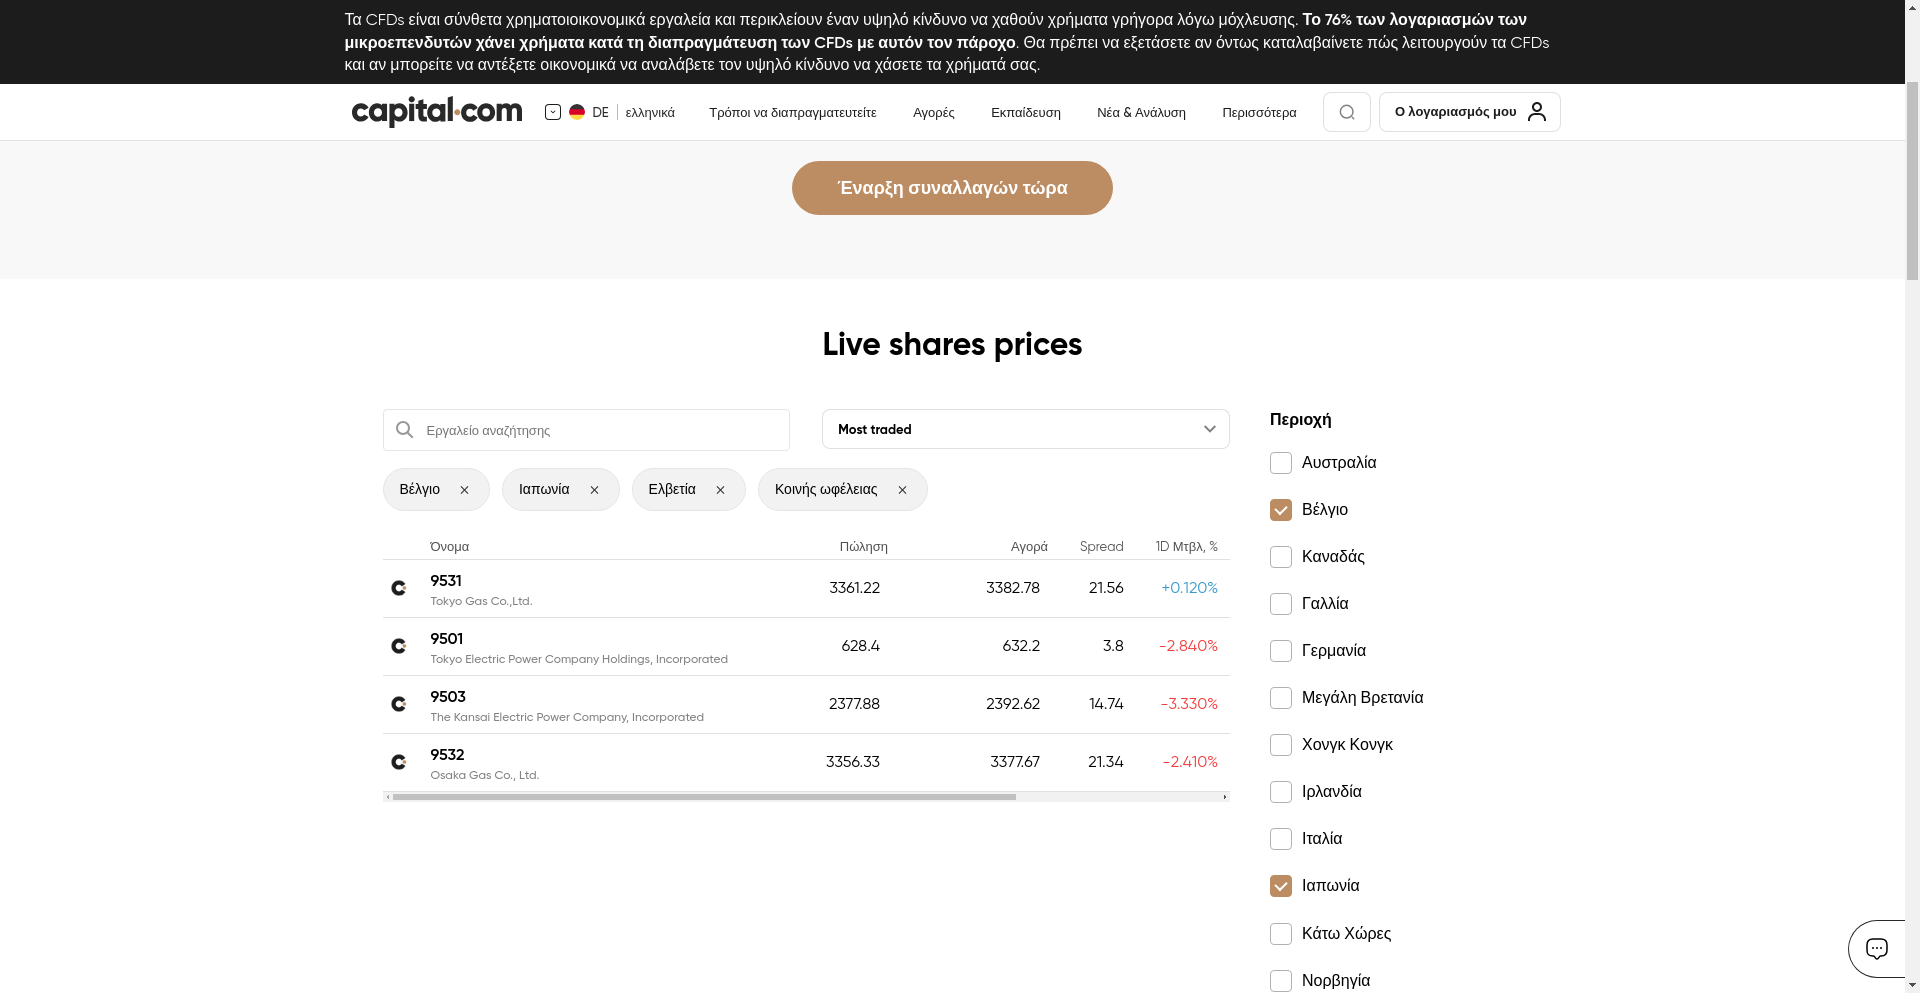 Τα CFDs είναι σύνθετα χρηματοιοικονομικά εργαλεία και περικλείουν έναν υψηλό κίνδυνο να χαθούν χρήματα γρήγορα λόγω μόχλευσης. Το 76% των λογαριασμών των
μικροεπενδυτών χάνει χρήματα κατά τη διαπραγμάτευση των CFDs με αυτόν τον πάροχο. Θα πρέπει να εξετάσετε αν όντως καταλαβαίνετε πώς λειτουργούν τα CFDs
και αν μπορείτε να αντέξετε οικονομικά να αναλάβετε τον υψηλό κίνδυνο να χάσετε τα χρήματά σας.
capital.com DE ελληνικά Τρόποι να διαπραγματευτείτε Αγορές Εκπαίδευση Νέα & Ανάλυση Περισσότερα Ο λογαριασμός μου
Έναρξη συναλλαγών τώρα
Live shares prices
Εργαλείο αναζήτησης
Most traded
Βέλγιο
Ιαπωνία
Ελβετία
Κοινής ωφέλειας
Όνομα Πώληση Αγορά Spread 1D Μτβλ, %
9531
Tokyo Gas Co.,Ltd.
3361.22 3382.78 21.56 +0.120%
9501
Tokyo Electric Power Company Holdings, Incorporated
628.4 632.2 3.8 -2.840%
9503
The Kansai Electric Power Company, Incorporated
2377.88 2392.62 14.74 -3.330%
9532
Osaka Gas Co., Ltd.
3356.33 3377.67 21.34 -2.410%
Περιοχή
Αυστραλία
Βέλγιο
Καναδάς
Γαλλία
Γερμανία
Μεγάλη Βρετανία
Χονγκ Κονγκ
Ιρλανδία
Ιταλία
Ιαπωνία
Κάτω Χώρες
Νορβηγία